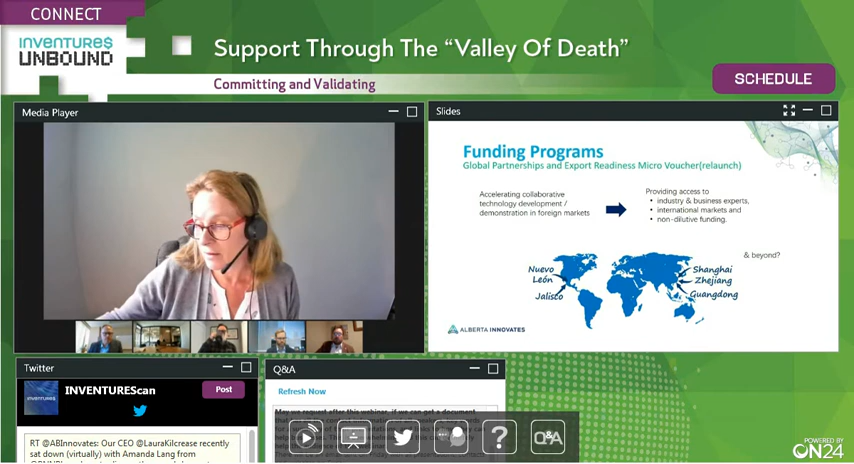 CONNECT
INVENTURE$
UNBOUND
Support Through The “Valley Of Death”
Committing and Validating
SCHEDULE
Media Player
Slides
Funding Programs
Global Partnerships and Export Readiness Micro Voucher(relaunch)
Accelerating collaborative
technology development /
demonstration in foreign markets
Providing access to
• industry & business experts,
• international markets and
• non-dilutive funding.
& beyond?
Nuevo
León
Jalisco
Shanghai
Zhejiang
Guangdong
ALBERTA INNOVATES
Twitter
INVENTUREScan
Post
RT @ABInnovates: Our CEO @LauraKilcrease recently
sat down (virtually) with Amanda Lang from
Q&A
Refresh Now
May we request after this webinar, if we can get a document
Q&A
POWERED BY
ON24